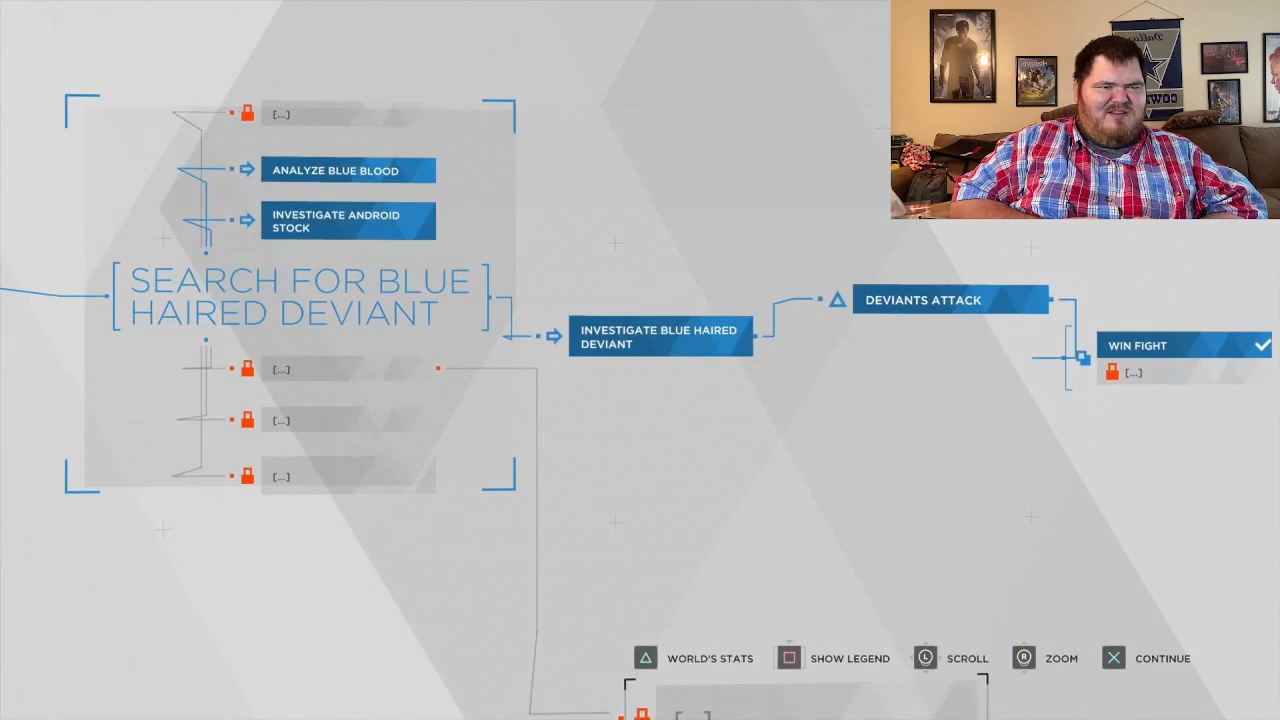 [...]
ANALYZE BLUE BLOOD
INVESTIGATE ANDROID
STOCK
SEARCH FOR BLUE
HAIRED DEVIANT
[...]
[...]
[...]
INVESTIGATE BLUE HAIRED
DEVIANT
DEVIANTS ATTACK
WIN FIGHT
[...]
WORLD'S STATS
SHOW LEGEND
L
SCROLL
R
ZOOM
CONTINUE